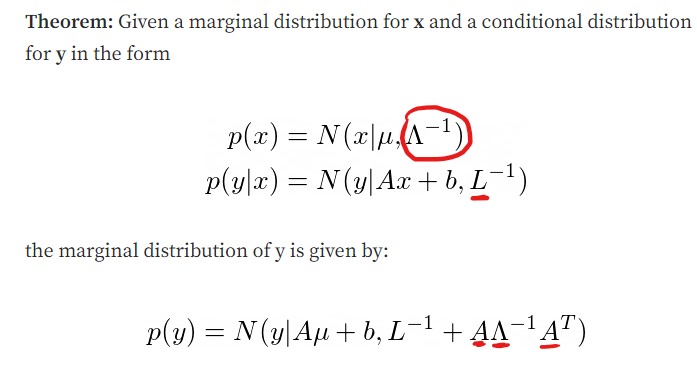 Theorem: Given a marginal distribution for x and a conditional distribution
for y in the form
p(x) = N(x|μ, Λ⁻¹)
p(y|x) = N(y|Ax + b, L⁻¹)
the marginal distribution of y is given by:
p(y) = N(y|Aμ + b, L⁻¹ + AΛ⁻¹Aᵀ)